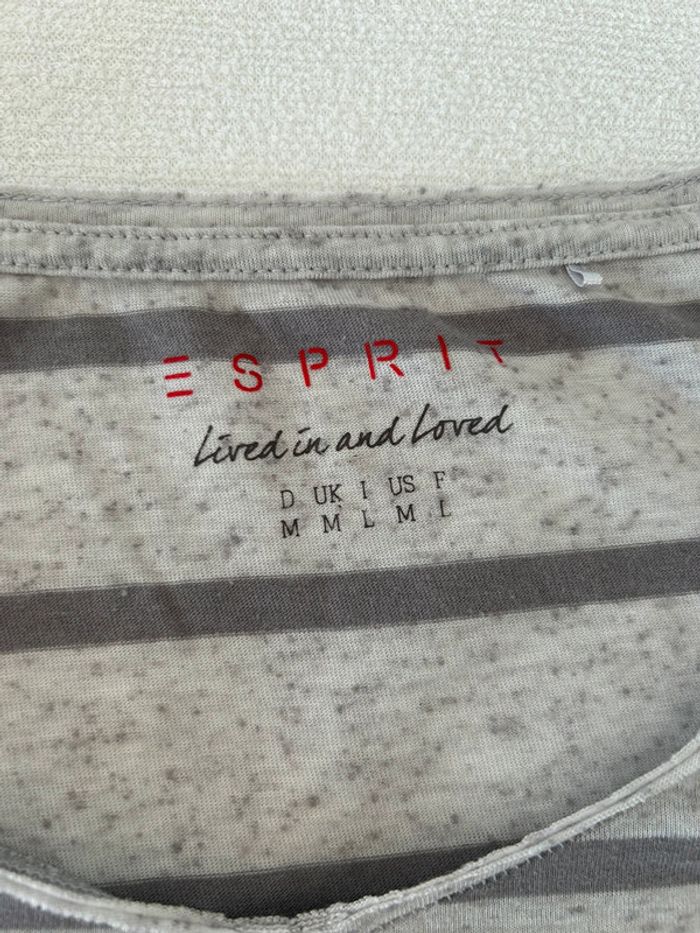 ESPRIT
Lived in and Loved
D UK I US F
M M L M L